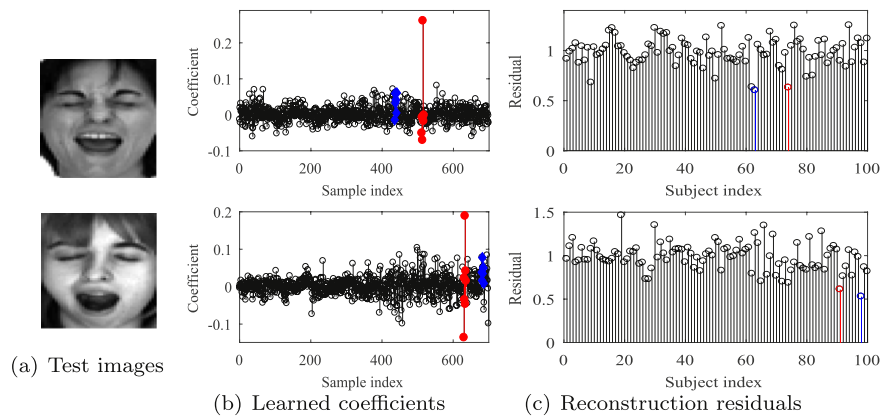 0.2
0.1
0
-0.1
Coefficient
0 200 400 600
Sample index
1
0.5
0
Residual
0 20 40 60 80 100
Subject index
0.2
0.1
0
-0.1
Coefficient
0 200 400 600
Sample index
1.5
1
0.5
0
Residual
0 20 40 60 80 100
Subject index
(a) Test images
(b) Learned coefficients
(c) Reconstruction residuals